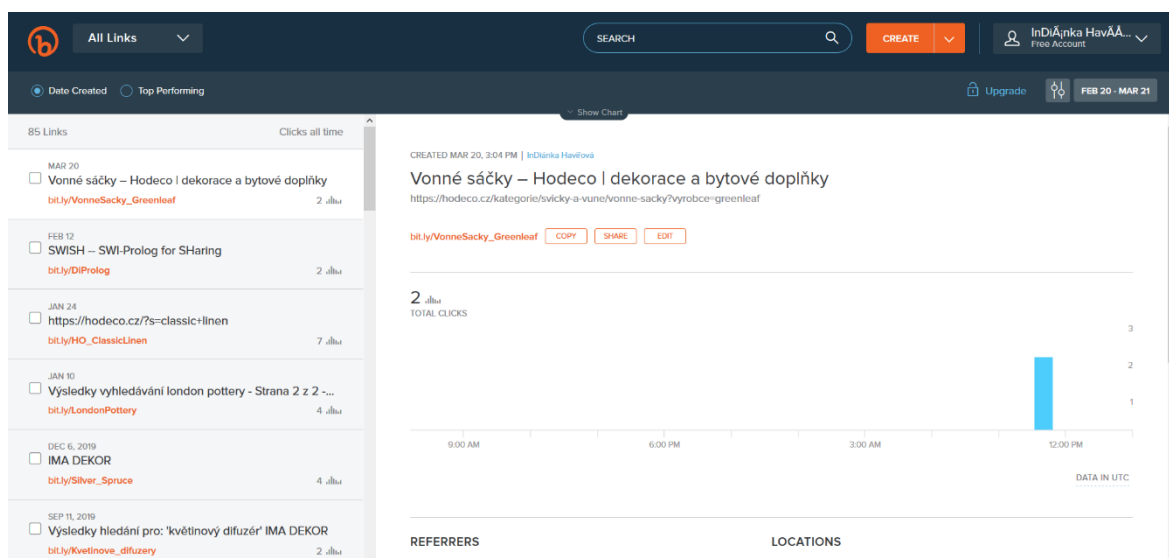 b
All Links
SEARCH
CREATE
InDiÃ¡nka HavÃÅ...
Free Account
Date Created
Top Performing
Upgrade
FEB 20 - MAR 21
Show Chart
85 Links
Clicks all time
MAR 20
Vonné sáčky – Hodeco | dekorace a bytové doplňky
bit.ly/VonneSacky_Greenleaf
2
FEB 12
SWISH -- SWI-Prolog for SHaring
bit.ly/DiProlog
2
JAN 24
https://hodeco.cz/?s=classic+linen
bit.ly/HO_ClassicLinen
7
JAN 10
Výsledky vyhledávání london pottery - Strana 2 z 2 -...
bit.ly/LondonPottery
4
DEC 6, 2019
IMA DEKOR
bit.ly/Silver_Spruce
4
SEP 11, 2019
Výsledky hledání pro: 'květinový difuzér' IMA DEKOR
bit.ly/Kvetinove_difuzery
2
CREATED MAR 20, 3:04 PM | InDiánka Havířová
Vonné sáčky – Hodeco | dekorace a bytové doplňky
https://hodeco.cz/kategorie/svicky-a-vune/vonne-sacky?vyrobce=greenleaf
bit.ly/VonneSacky_Greenleaf COPY SHARE EDIT
2
TOTAL CLICKS
3
2
1
9:00 AM 6:00 PM 3:00 AM 12:00 PM
DATA IN UTC
REFERRERS
LOCATIONS